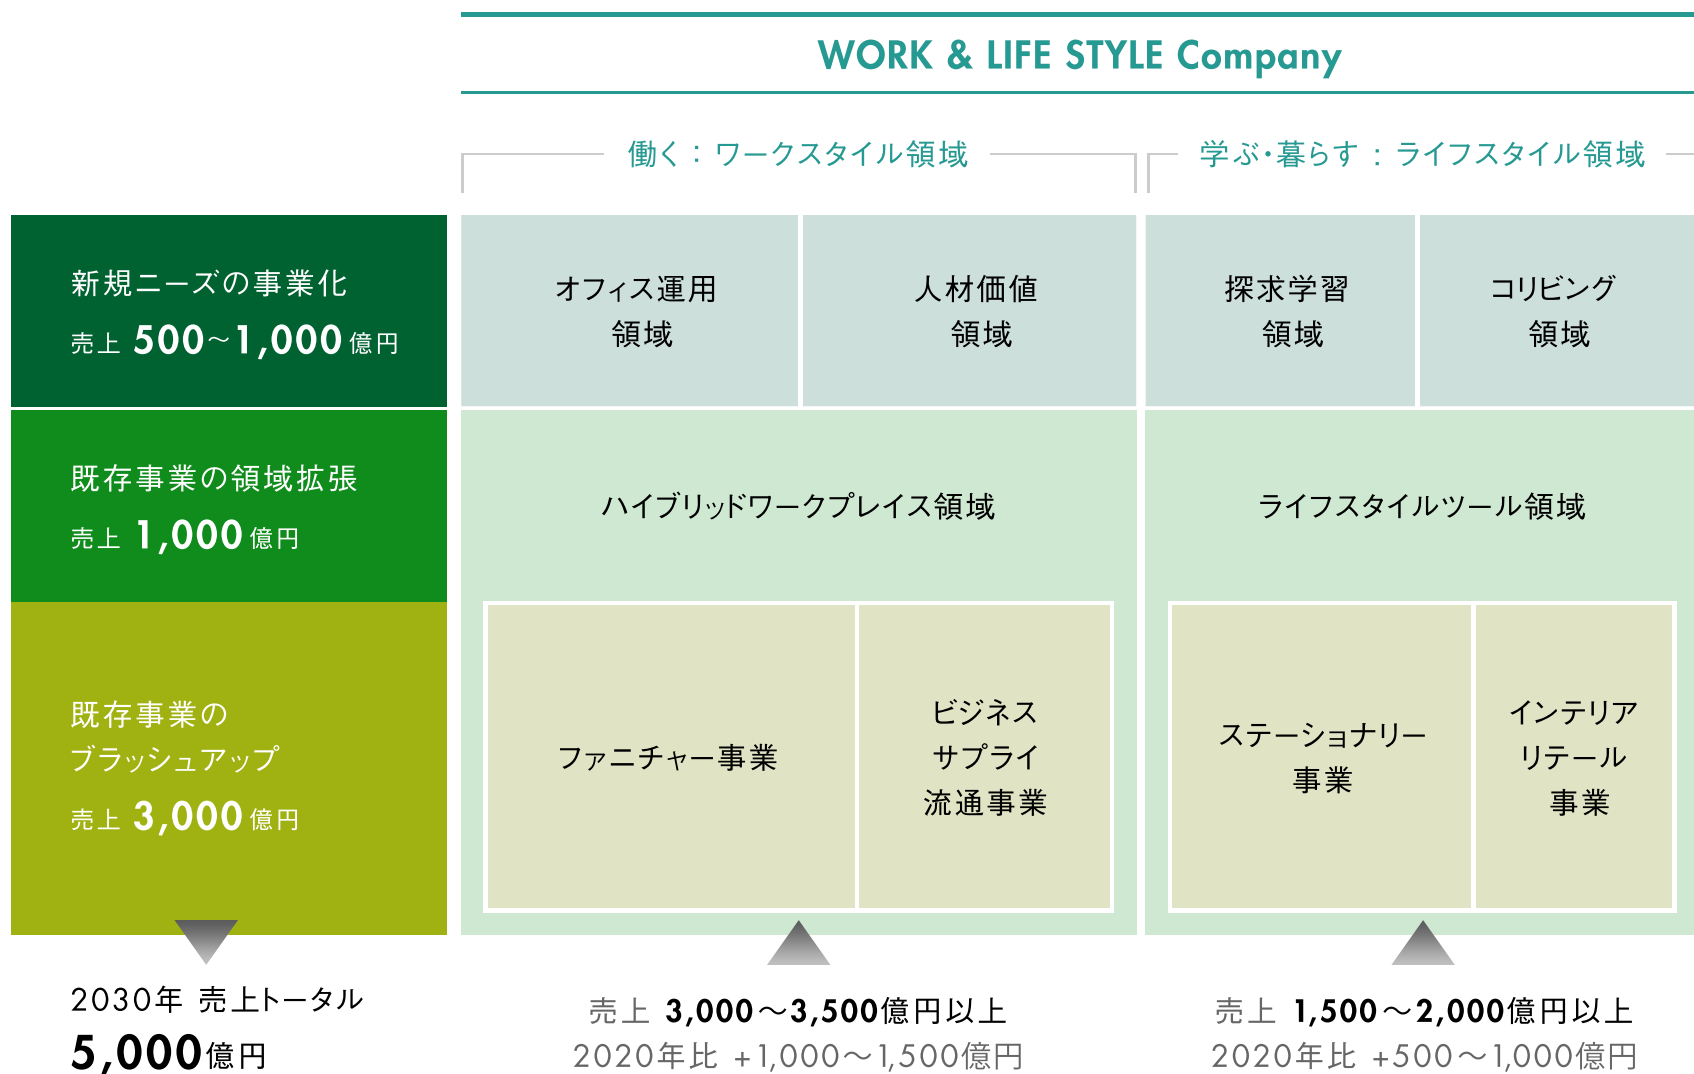 WORK & LIFE STYLE Company
働く：ワークスタイル領域
学ぶ・暮らす：ライフスタイル領域
新規ニーズの事業化
売上 500～1,000億円
オフィス運用
領域
人材価値
領域
探求学習
領域
コリビング
領域
既存事業の領域拡張
売上 1,000億円
ハイブリッドワークプレイス領域
ライフスタイルツール領域
既存事業の
ブラッシュアップ
売上 3,000億円
ファニチャー事業
ビジネス
サプライ
流通事業
ステーショナリー
事業
インテリア
リテール
事業
2030年 売上トータル
5,000億円
売上 3,000～3,500億円以上
2020年比 +1,000～1,500億円
売上 1,500～2,000億円以上
2020年比 +500～1,000億円